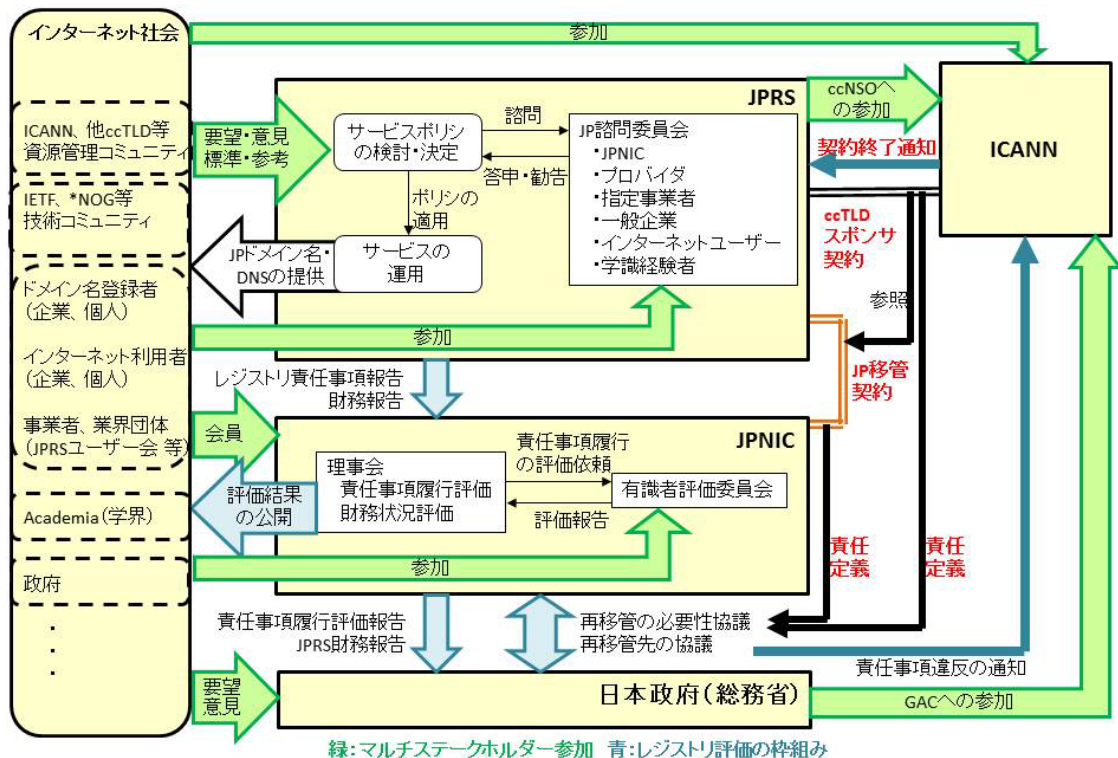 インターネット社会
参加
ICANN、他ccTLD等
資源管理コミュニティ
IETF、*NOG等
技術コミュニティ
ドメイン名登録者
(企業、個人)
インターネット利用者
(企業、個人)
事業者、業界団体
(JPRSユーザー会 等)
Academia(学界)
政府
・
・
・
要望・意見
標準・参考
JPドメイン名・
DNSの提供
参加
JPRS
サービスポリシ
の検討・決定
諮問
答申・勧告
ポリシの
適用
サービスの
運用
JP諮問委員会
・JPNIC
・プロバイダ
・指定事業者
・一般企業
・インターネットユーザー
・学識経験者
ccNSOへ
の参加
契約終了通知
ICANN
ccTLD
スポンサ
契約
参照
JP移管
契約
レジストリ責任事項報告
財務報告
会員
評価結果
の公開
JPNIC
理事会
責任事項履行評価
財務状況評価
責任事項履行
の評価依頼
評価報告
有識者評価委員会
参加
責任
定義
責任
定義
責任事項履行評価報告
JPRS財務報告
再移管の必要性協議
再移管先の協議
責任事項違反の通知
要望
意見
日本政府(総務省)
GACへの参加
緑:マルチステークホルダー参加 青:レジストリ評価の枠組み